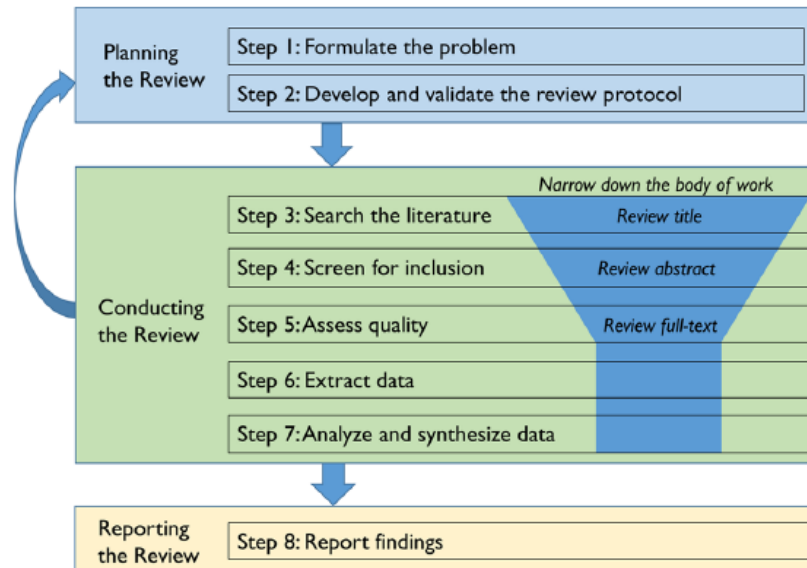 Planning
the Review
Step 1: Formulate the problem
Step 2: Develop and validate the review protocol
Narrow down the body of work
Step 3: Search the literature
Review title
Step 4: Screen for inclusion
Review abstract
Conducting
the Review
Step 5: Assess quality
Review full-text
Step 6: Extract data
Step 7: Analyze and synthesize data
Reporting
the Review
Step 8: Report findings